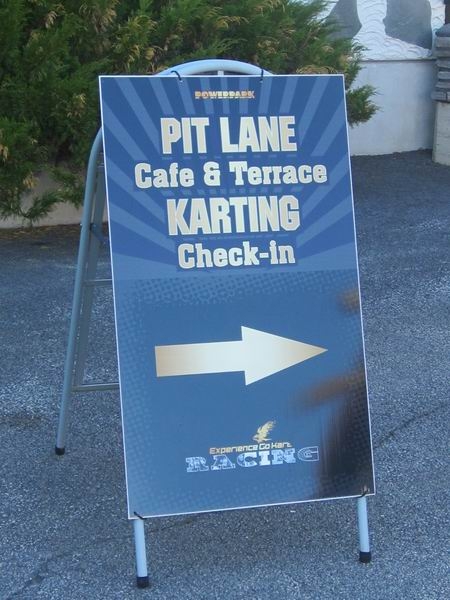 POWERPARK
PIT LANE
Cafe & Terrace
KARTING
Check-in
Experience Go Kart
RACING